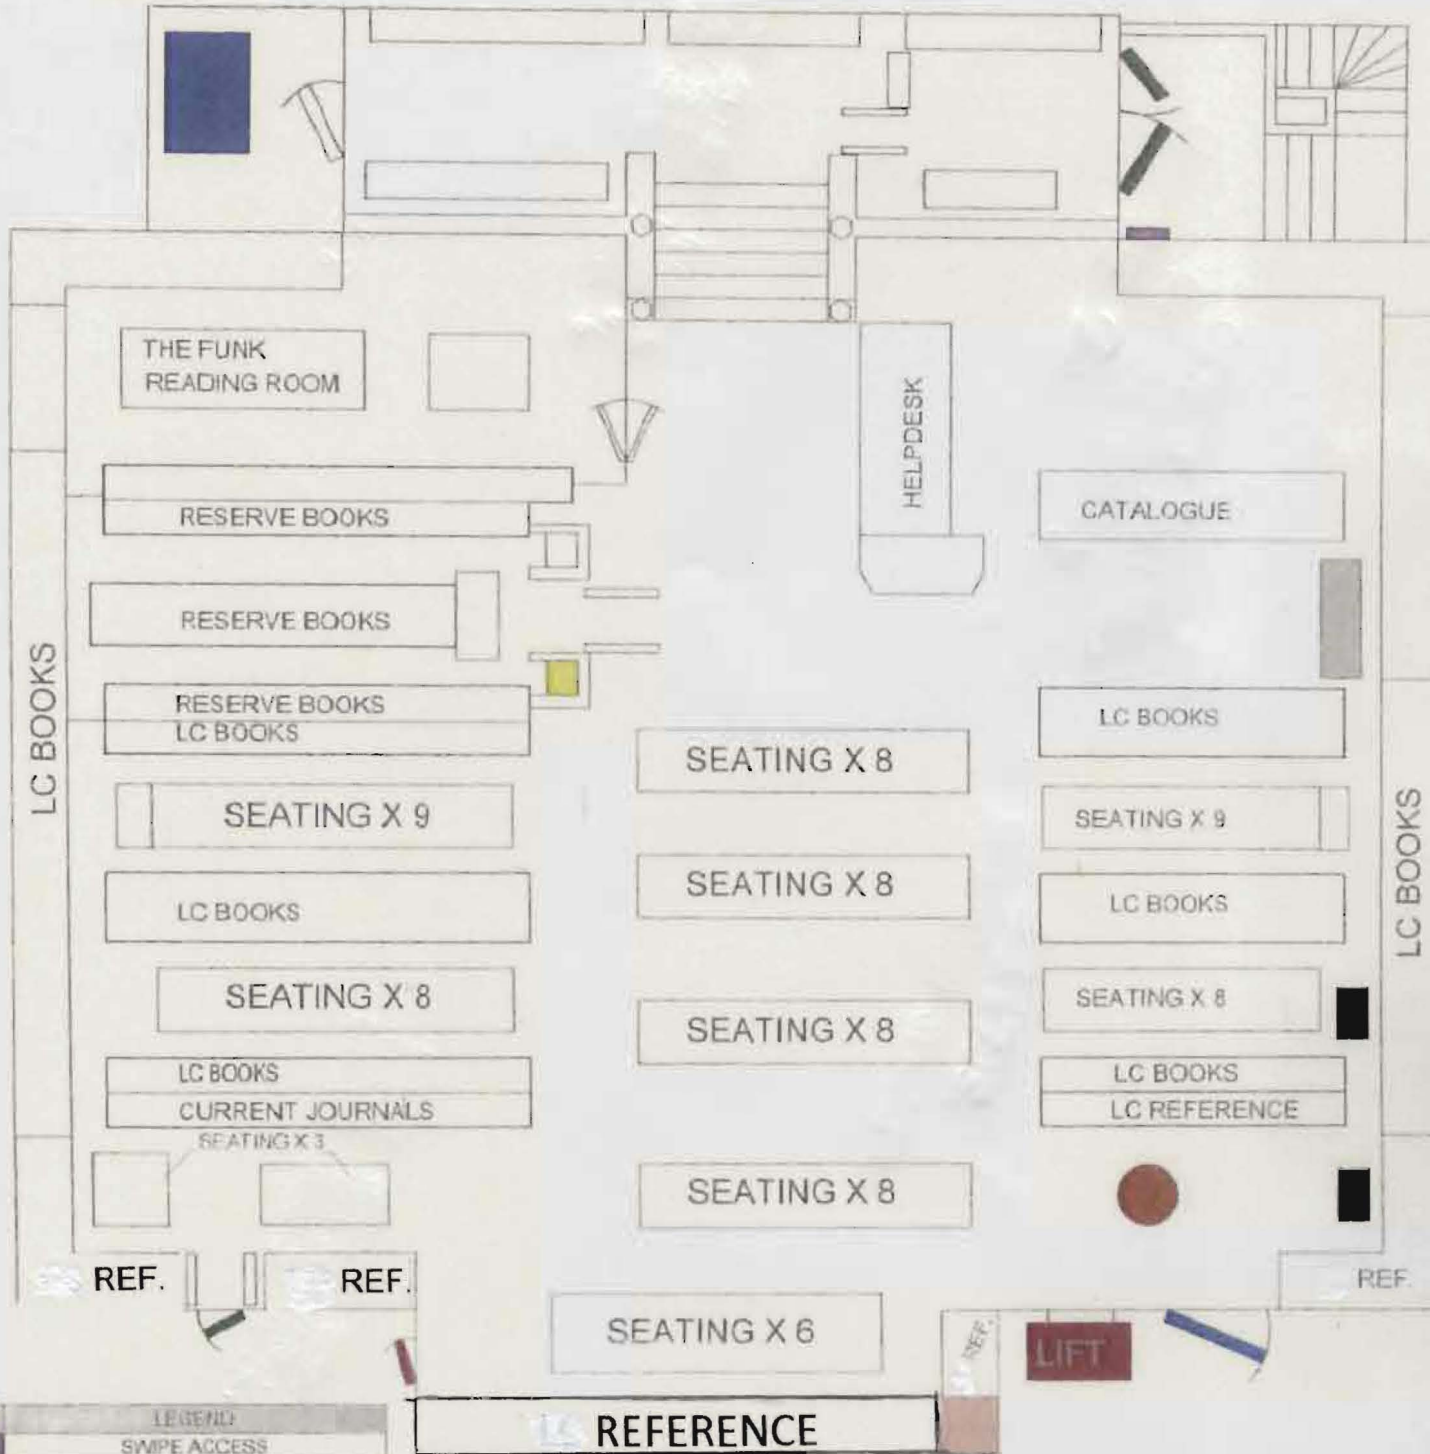 THE FUNK
READING ROOM
HELPDESK
RESERVE BOOKS
CATALOGUE
RESERVE BOOKS
LC BOOKS
RESERVE BOOKS
LC BOOKS
LC BOOKS
SEATING X 8
SEATING X 9
SEATING X 9
LC BOOKS
LC BOOKS
SEATING X 8
LC BOOKS
SEATING X 8
SEATING X 8
SEATING X 8
LC BOOKS
CURRENT JOURNALS
LC BOOKS
LC REFERENCE
SEATING X 3
SEATING X 8
REF.
REF.
REF.
SEATING X 6
REF.
LIFT
LEGEND
SWIPE ACCESS
LC REFERENCE